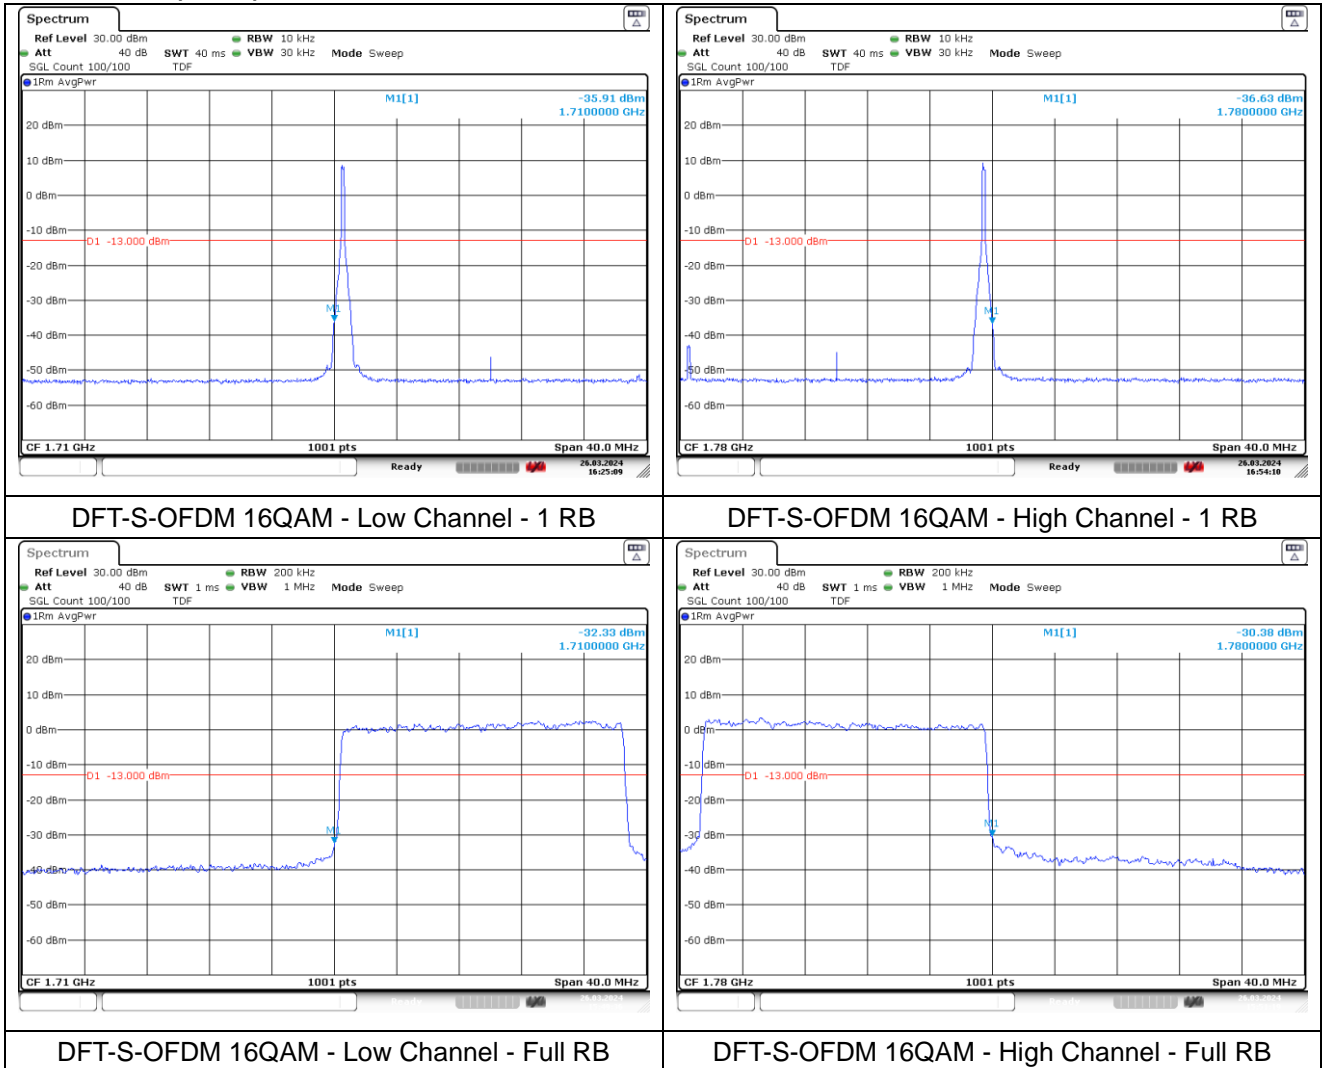 Spectrum
Ref Level 30.00 dBm RBW 10 kHz
Att 40 dB SWT 40 ms VBW 30 kHz Mode Sweep
SGL Count 100/100 TDF
1Rm AvgPwr
M1[1] -35.91 dBm
1.7100000 GHz
20 dBm
10 dBm
0 dBm
-10 dBm
D1 -13.000 dBm
-20 dBm
-30 dBm
M1
-40 dBm
-50 dBm
-60 dBm
CF 1.71 GHz 1001 pts Span 40.0 MHz
Ready 26.03.2024
16:25:09
DFT-S-OFDM 16QAM - Low Channel - 1 RB
Spectrum
Ref Level 30.00 dBm RBW 10 kHz
Att 40 dB SWT 40 ms VBW 30 kHz Mode Sweep
SGL Count 100/100 TDF
1Rm AvgPwr
M1[1] -36.63 dBm
1.7800000 GHz
20 dBm
10 dBm
0 dBm
-10 dBm
D1 -13.000 dBm
-20 dBm
-30 dBm
M1
-40 dBm
-50 dBm
-60 dBm
CF 1.78 GHz 1001 pts Span 40.0 MHz
Ready 26.03.2024
16:54:10
DFT-S-OFDM 16QAM - High Channel - 1 RB
Spectrum
Ref Level 30.00 dBm RBW 200 kHz
Att 40 dB SWT 1 ms VBW 1 MHz Mode Sweep
SGL Count 100/100 TDF
1Rm AvgPwr
M1[1] -32.33 dBm
1.7100000 GHz
20 dBm
10 dBm
0 dBm
-10 dBm
D1 -13.000 dBm
-20 dBm
-30 dBm
M1
-40 dBm
-50 dBm
-60 dBm
CF 1.71 GHz 1001 pts Span 40.0 MHz
Ready 26.03.2024
DFT-S-OFDM 16QAM - Low Channel - Full RB
Spectrum
Ref Level 30.00 dBm RBW 200 kHz
Att 40 dB SWT 1 ms VBW 1 MHz Mode Sweep
SGL Count 100/100 TDF
1Rm AvgPwr
M1[1] -30.38 dBm
1.7800000 GHz
20 dBm
10 dBm
0 dBm
-10 dBm
D1 -13.000 dBm
-20 dBm
-30 dBm
M1
-40 dBm
-50 dBm
-60 dBm
CF 1.78 GHz 1001 pts Span 40.0 MHz
Ready 26.03.2024
DFT-S-OFDM 16QAM - High Channel - Full RB